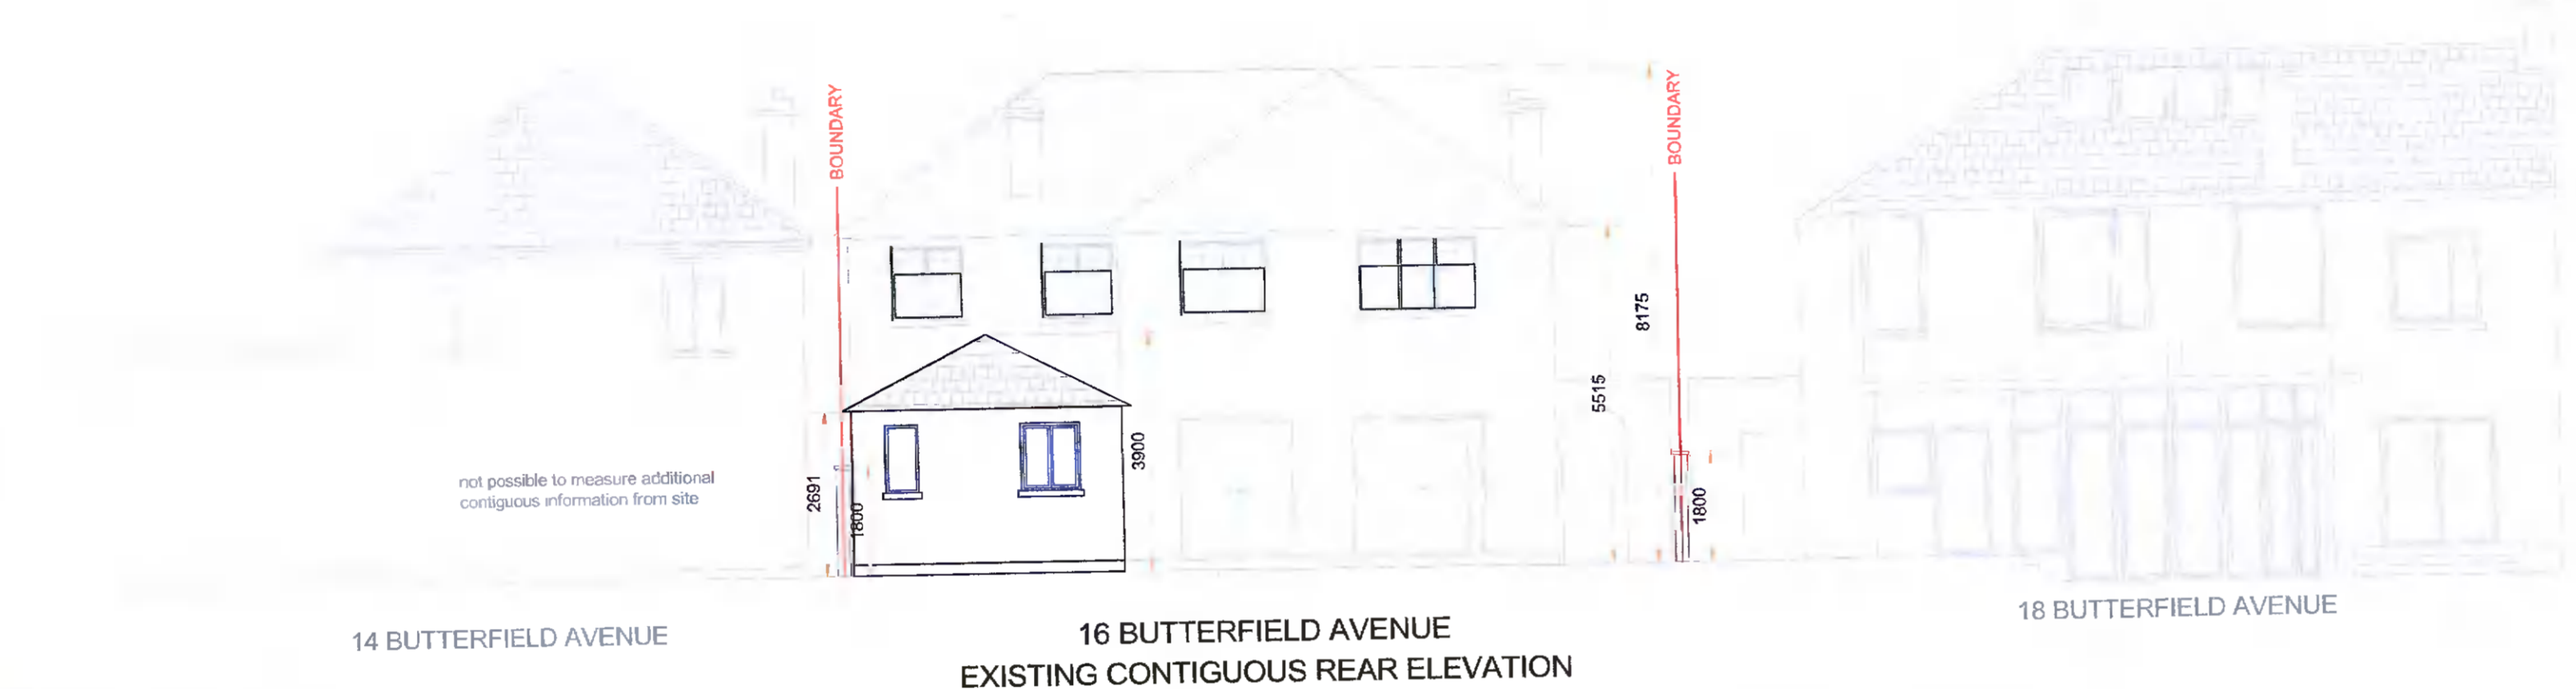 BOUNDARY
BOUNDARY
8175
5515
3900
2691
1800
1800
not possible to measure additional
contiguous information from site
14 BUTTERFIELD AVENUE
16 BUTTERFIELD AVENUE
EXISTING CONTIGUOUS REAR ELEVATION
18 BUTTERFIELD AVENUE